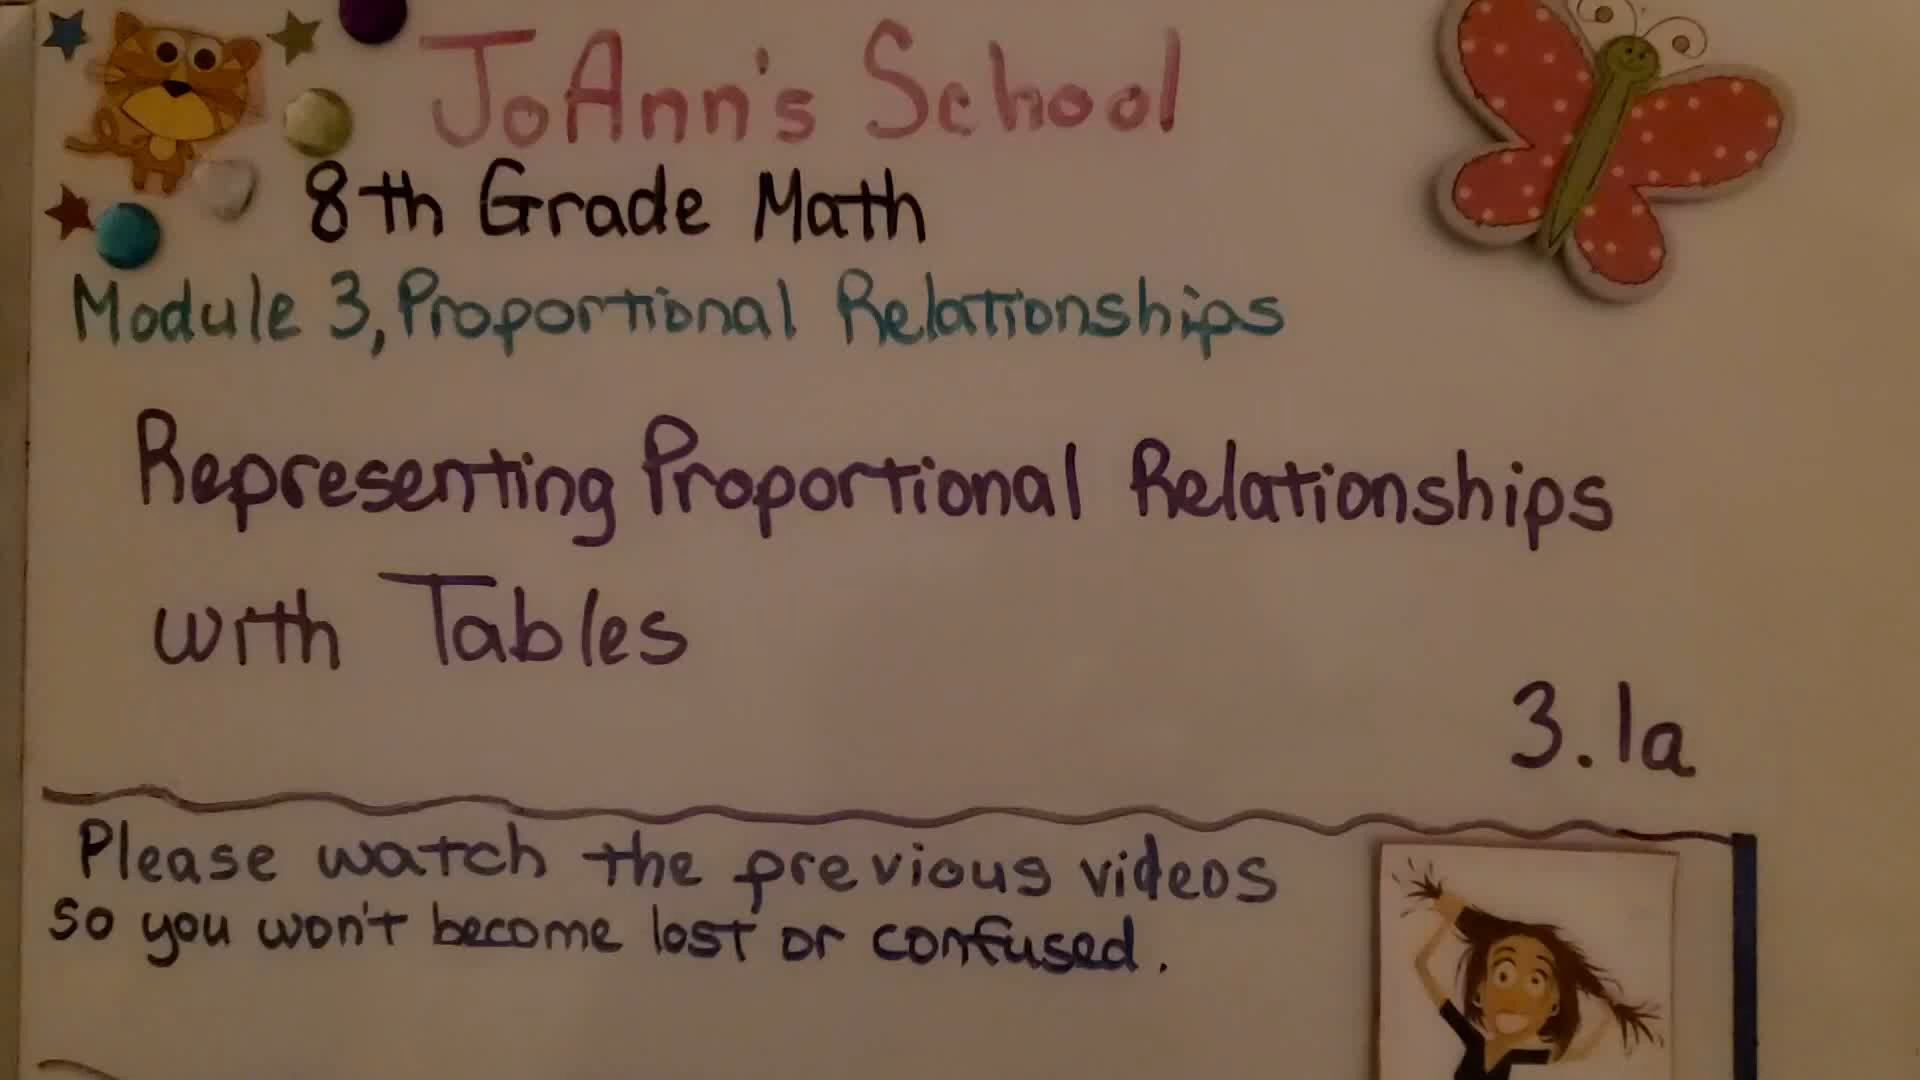 JoAnn's School
8th Grade Math
Module 3, Proportional Relationships
Representing Proportional Relationships
with Tables
3.1a
Please watch the previous videos
so you won't become lost or confused.